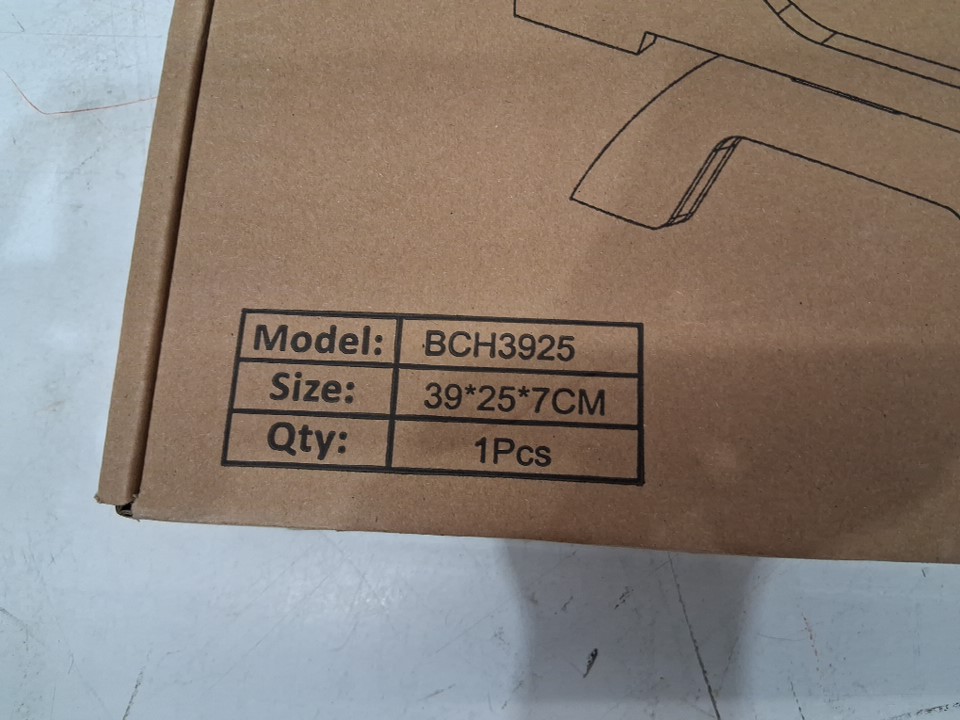 Model: BCH3925
Size: 39*25*7CM
Qty: 1Pcs